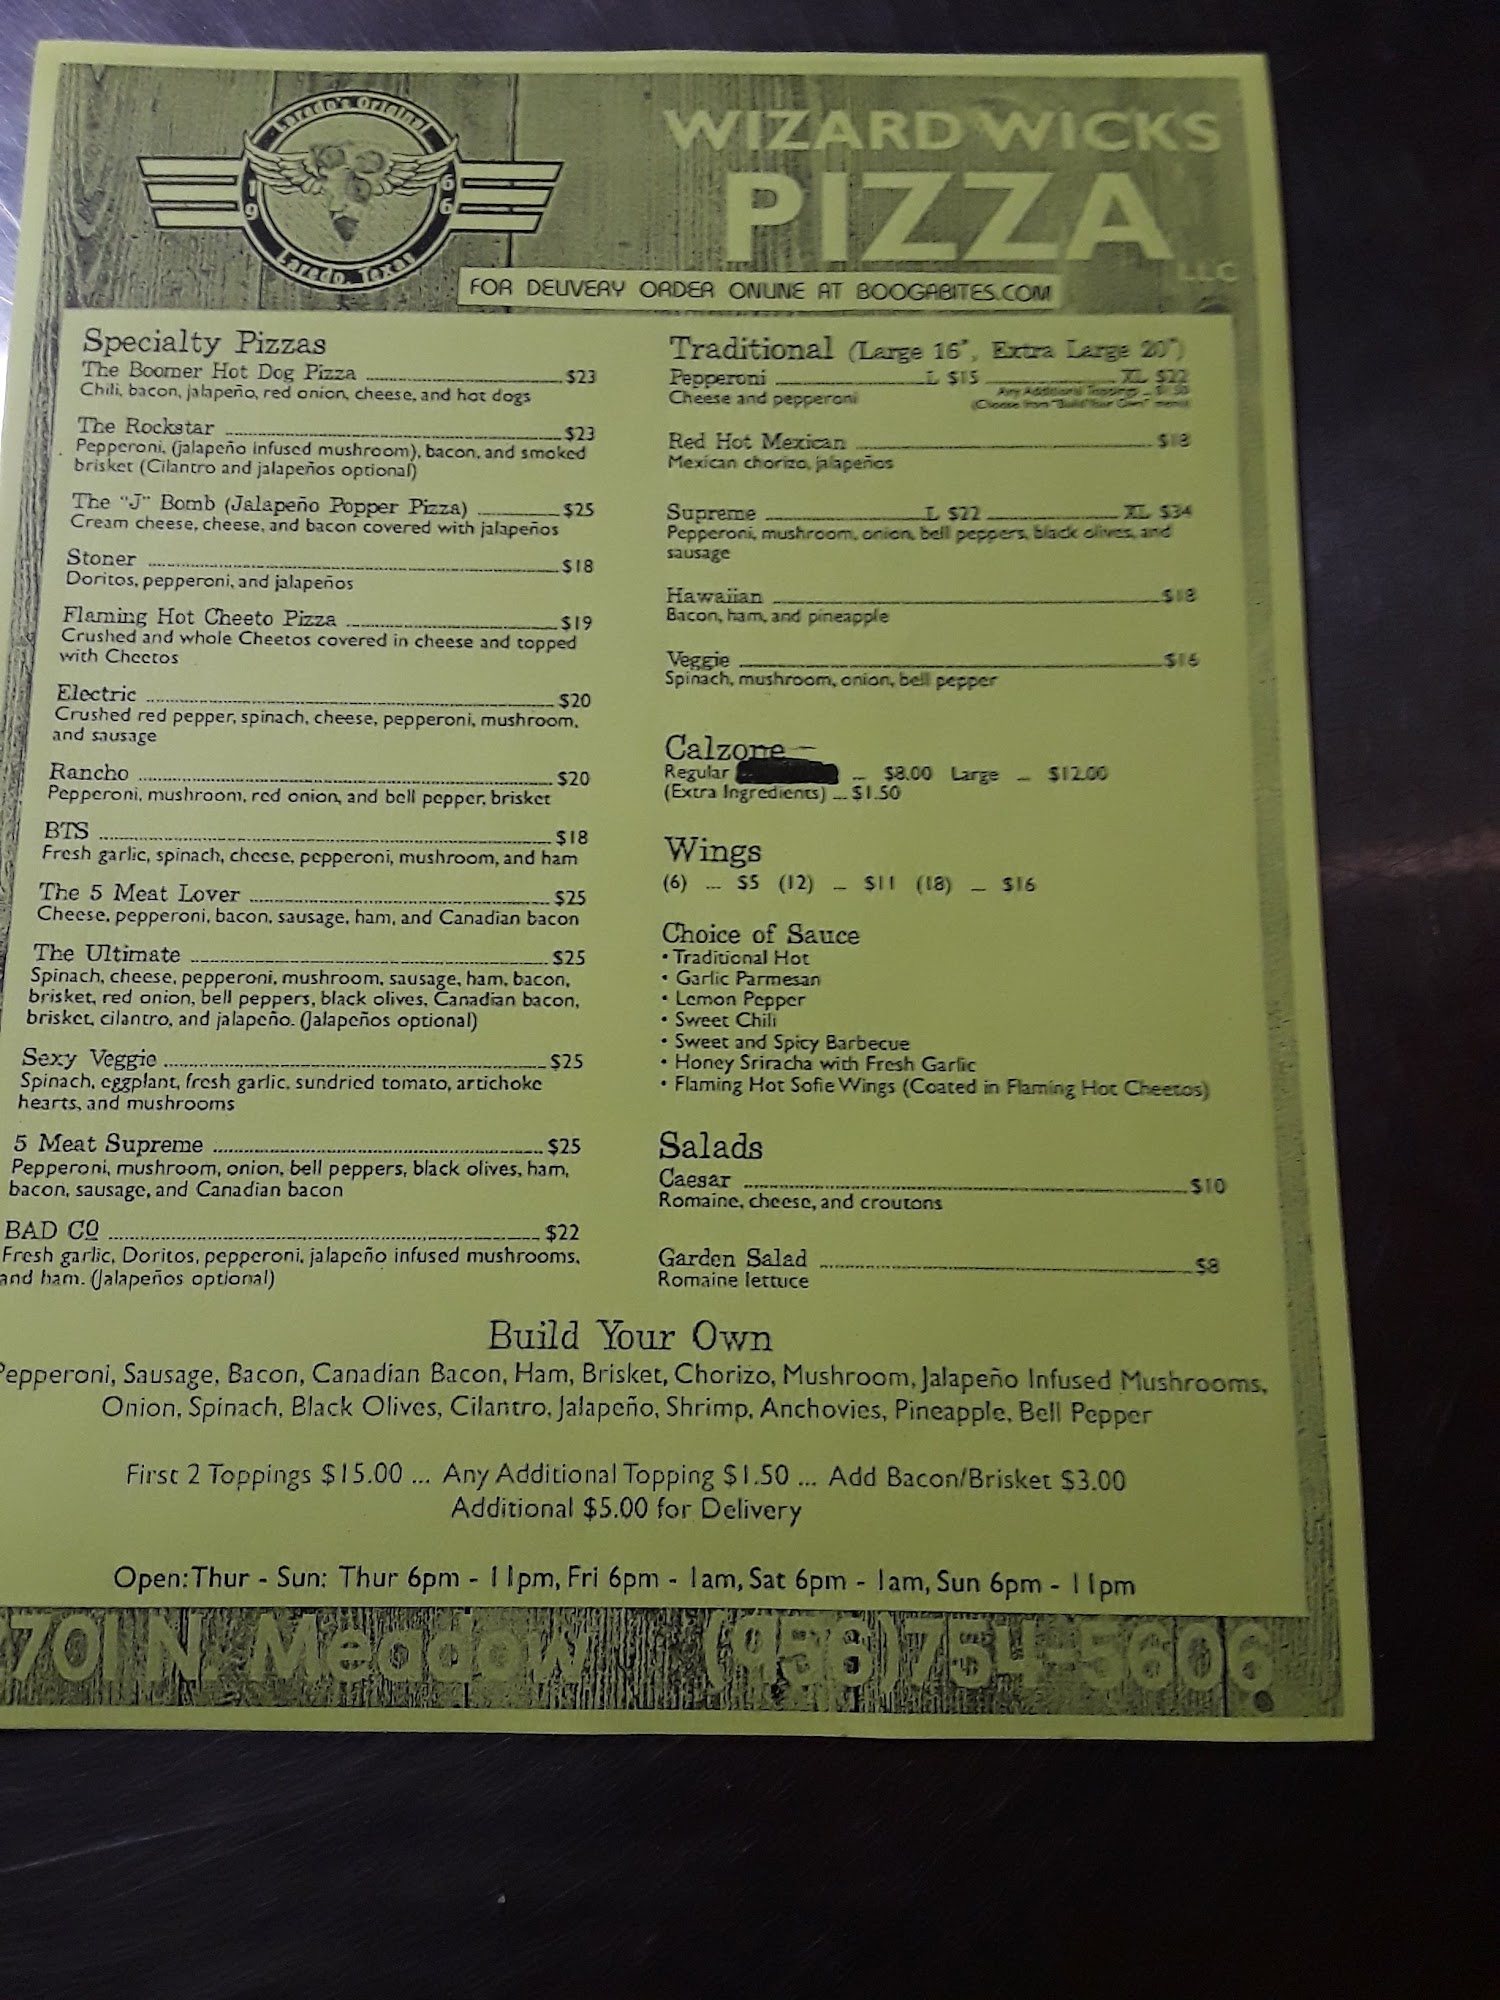 Laredo's Original
1966
Laredo, Texas
WIZARD WICKS
PIZZA
LLC
FOR DELIVERY ORDER ONLINE AT BOOGABITES.COM
Specialty Pizzas
The Boomer Hot Dog Pizza ... $23
Chili, bacon, jalapeño, red onion, cheese, and hot dogs
The Rockstar ... $23
Pepperoni, (jalapeño infused mushroom), bacon, and smoked
brisket (Cilantro and jalapeños optional)
The "J" Bomb (Jalapeño Popper Pizza) ... $25
Cream cheese, cheese, and bacon covered with jalapeños
Stoner ... $18
Doritos, pepperoni, and jalapeños
Flaming Hot Cheeto Pizza ... $19
Crushed and whole Cheetos covered in cheese and topped
with Cheetos
Electric ... $20
Crushed red pepper, spinach, cheese, pepperoni, mushroom,
and sausage
Rancho ... $20
Pepperoni, mushroom, red onion, and bell pepper, brisket
BTS ... $18
Fresh garlic, spinach, cheese, pepperoni, mushroom, and ham
The 5 Meat Lover ... $25
Cheese, pepperoni, bacon, sausage, ham, and Canadian bacon
The Ultimate ... $25
Spinach, cheese, pepperoni, mushroom, sausage, ham, bacon,
brisket, red onion, bell peppers, black olives, Canadian bacon,
brisket, cilantro, and jalapeño. (Jalapeños optional)
Sexy Veggie ... $25
Spinach, eggplant, fresh garlic, sundried tomato, artichoke
hearts, and mushrooms
5 Meat Supreme ... $25
Pepperoni, mushroom, onion, bell peppers, black olives, ham,
bacon, sausage, and Canadian bacon
BAD CO ... $22
Fresh garlic, Doritos, pepperoni, jalapeño infused mushrooms,
and ham. (Jalapeños optional)
Traditional (Large 16", Extra Large 20")
Pepperoni ... L $15 ... XL $22
Cheese and pepperoni
Any Additional Toppings ... $1.50
(Choose from "Build Your Own" menu)
Red Hot Mexican ... $18
Mexican chorizo, jalapeños
Supreme ... L $22 ... XL $34
Pepperoni, mushroom, onion, bell peppers, black olives, and
sausage
Hawaiian ... $18
Bacon, ham, and pineapple
Veggie ... $16
Spinach, mushroom, onion, bell pepper
Calzone
Regular ... $8.00 Large ... $12.00
(Extra Ingredients) ... $1.50
Wings
(6) ... $5 (12) ... $11 (18) ... $16
Choice of Sauce
• Traditional Hot
• Garlic Parmesan
• Lemon Pepper
• Sweet Chili
• Sweet and Spicy Barbecue
• Honey Sriracha with Fresh Garlic
• Flaming Hot Sofie Wings (Coated in Flaming Hot Cheetos)
Salads
Caesar ... $10
Romaine, cheese, and croutons
Garden Salad ... $8
Romaine lettuce
Build Your Own
Pepperoni, Sausage, Bacon, Canadian Bacon, Ham, Brisket, Chorizo, Mushroom, Jalapeño Infused Mushrooms,
Onion, Spinach, Black Olives, Cilantro, Jalapeño, Shrimp, Anchovies, Pineapple, Bell Pepper
First 2 Toppings $15.00 ... Any Additional Topping $1.50 ... Add Bacon/Brisket $3.00
Additional $5.00 for Delivery
Open: Thur - Sun: Thur 6pm - 11pm, Fri 6pm - 1am, Sat 6pm - 1am, Sun 6pm - 11pm
701 N Meadow (956) 751-5606